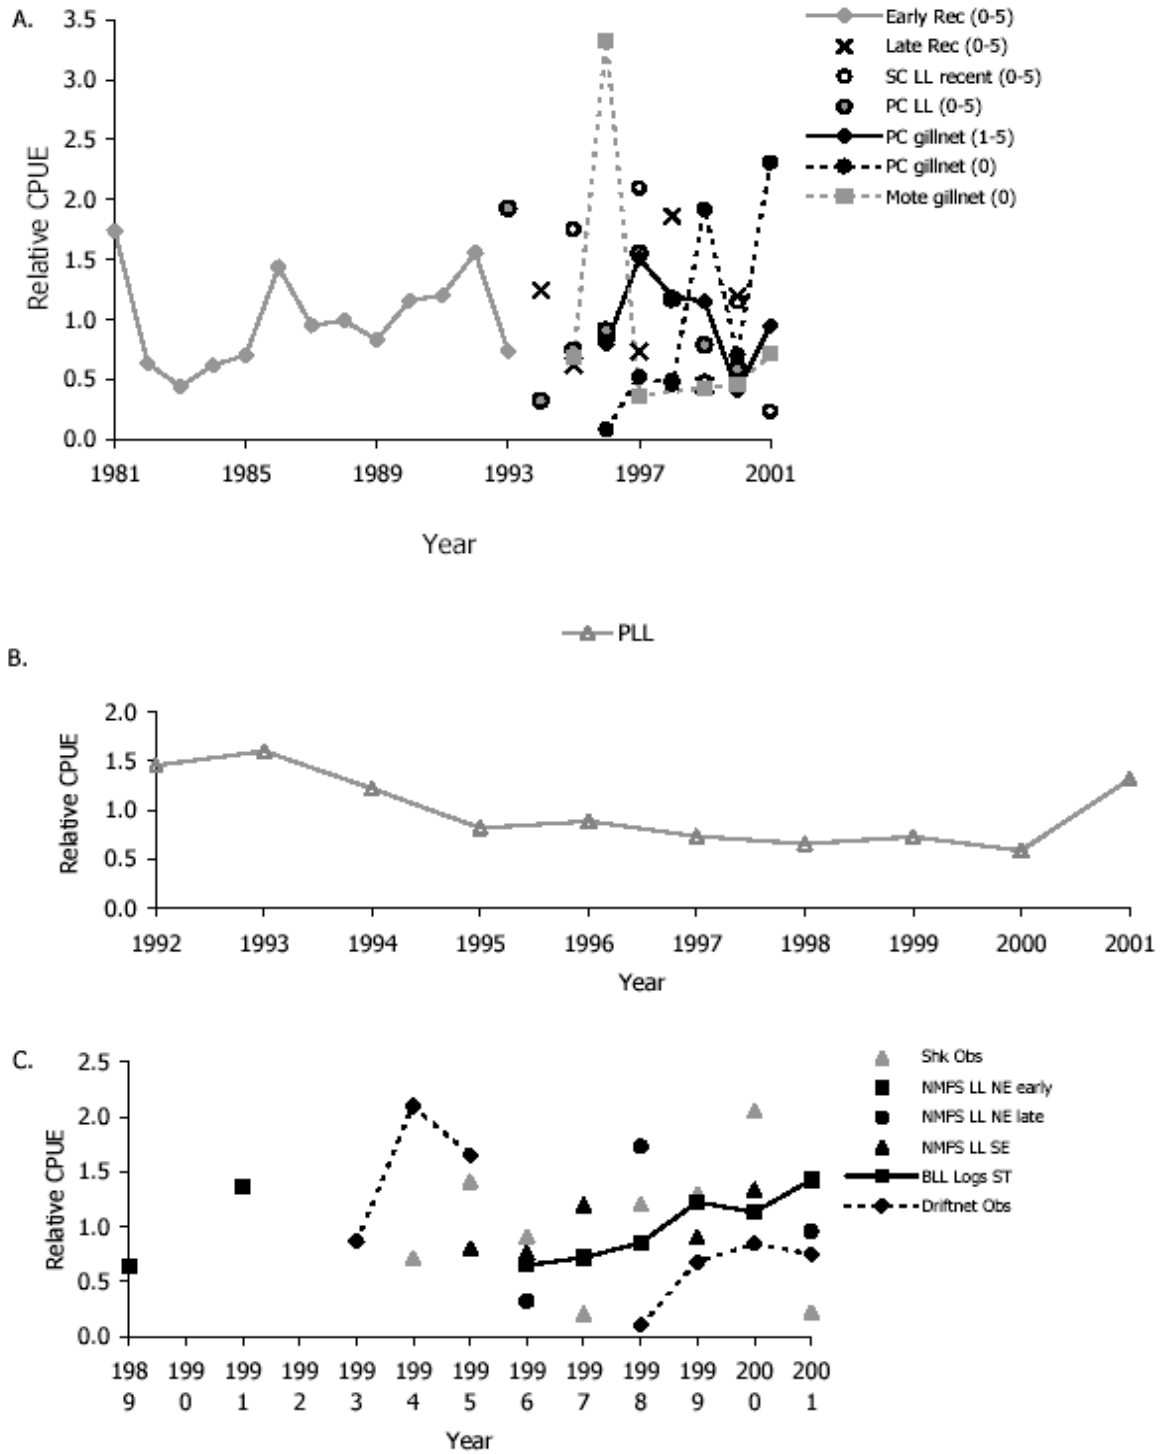 A.
3.5
3.0
2.5
2.0
1.5
1.0
0.5
0.0
Relative CPUE
1981 1985 1989 1993 1997 2001
Year
Early Rec (0-5)
Late Rec (0-5)
SC LL recent (0-5)
PC LL (0-5)
PC gillnet (1-5)
PC gillnet (0)
Mote gillnet (0)
PLL
B.
2.0
1.5
1.0
0.5
0.0
Relative CPUE
1992 1993 1994 1995 1996 1997 1998 1999 2000 2001
Year
C.
2.5
2.0
1.5
1.0
0.5
0.0
Relative CPUE
198 199 199 199 199 199 199 199 199 199 199 200 200
9 0 1 2 3 4 5 6 7 8 9 0 1
Year
Shk Obs
NMFS LL NE early
NMFS LL NE late
NMFS LL SE
BLL Logs ST
Driftnet Obs